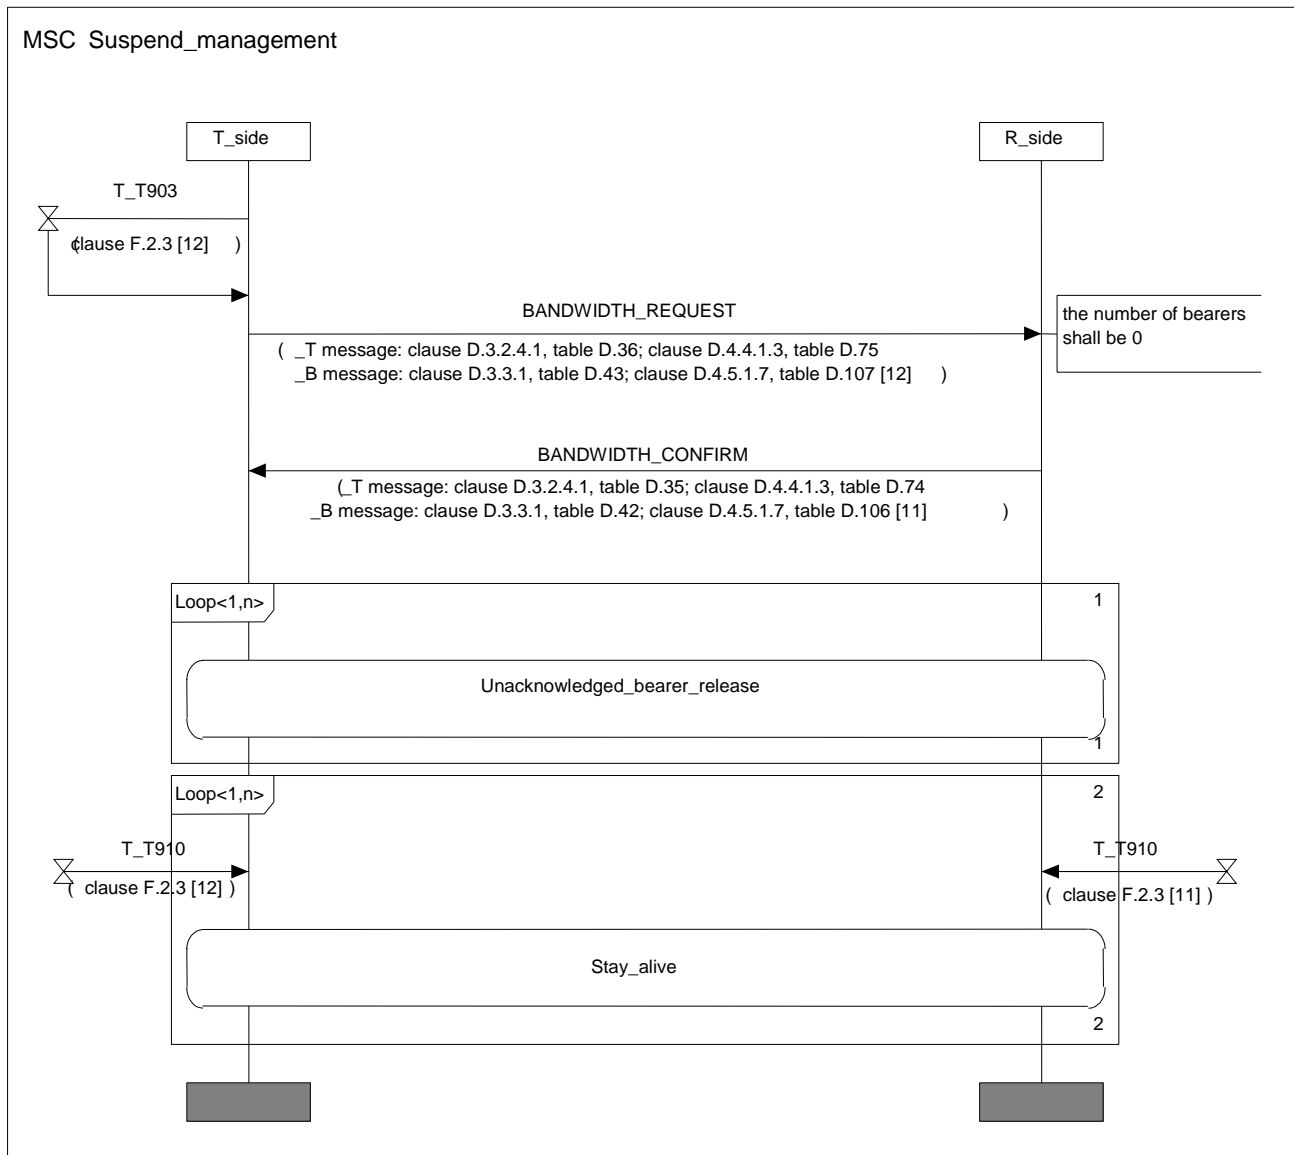 MSC Suspend_management
T_side
R_side
T_T903
(clause F.2.3 [12] )
BANDWIDTH_REQUEST
the number of bearers
shall be 0
( _T message: clause D.3.2.4.1, table D.36; clause D.4.4.1.3, table D.75
_B message: clause D.3.3.1, table D.43; clause D.4.5.1.7, table D.107 [12] )
BANDWIDTH_CONFIRM
(_T message: clause D.3.2.4.1, table D.35; clause D.4.4.1.3, table D.74
_B message: clause D.3.3.1, table D.42; clause D.4.5.1.7, table D.106 [11] )
Loop<1,n>
1
Unacknowledged_bearer_release
1
Loop<1,n>
2
T_T910
T_T910
( clause F.2.3 [12] )
( clause F.2.3 [11] )
Stay_alive
2